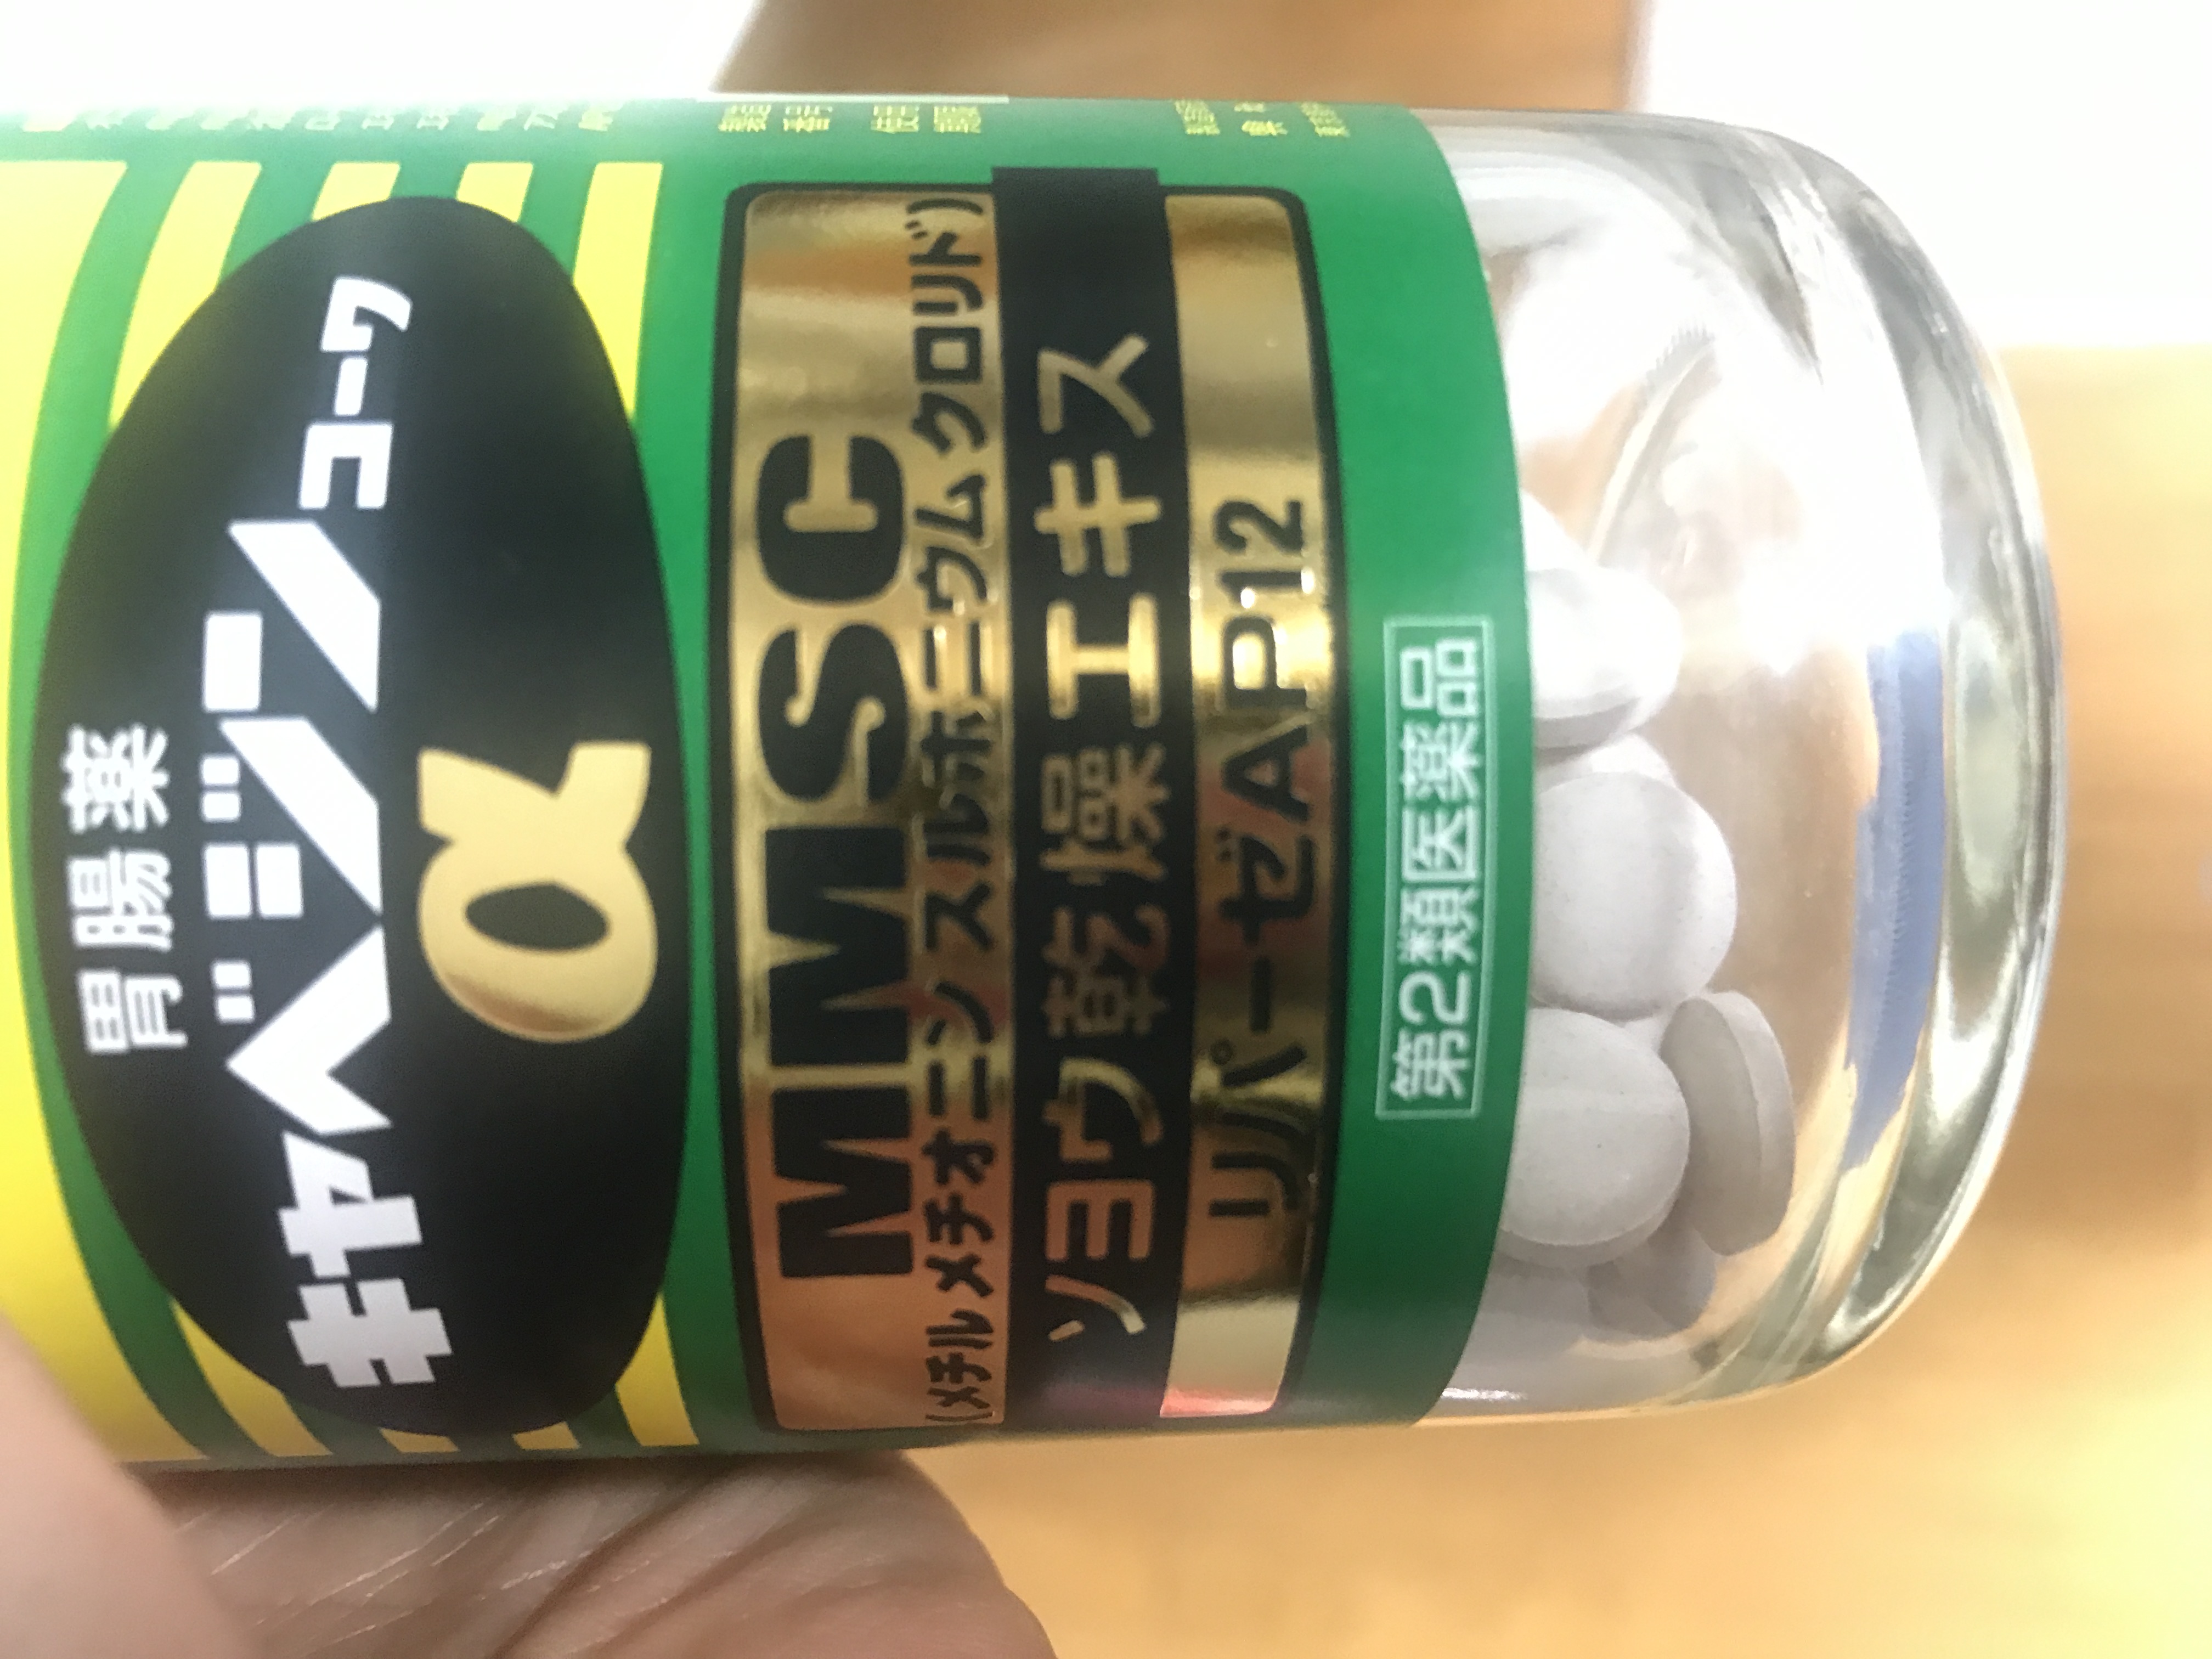 胃腸薬
キャベジンコーワ
α
MMSC
(メチルメチオニンスルホニウムクロリド)
ソヨウ乾燥エキス
リパーゼAP12
第2類医薬品